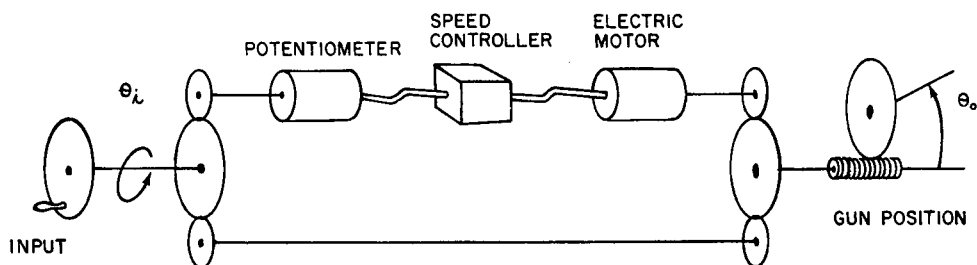 POTENTIOMETER
SPEED
CONTROLLER
ELECTRIC
MOTOR
θi
θo
INPUT
GUN POSITION